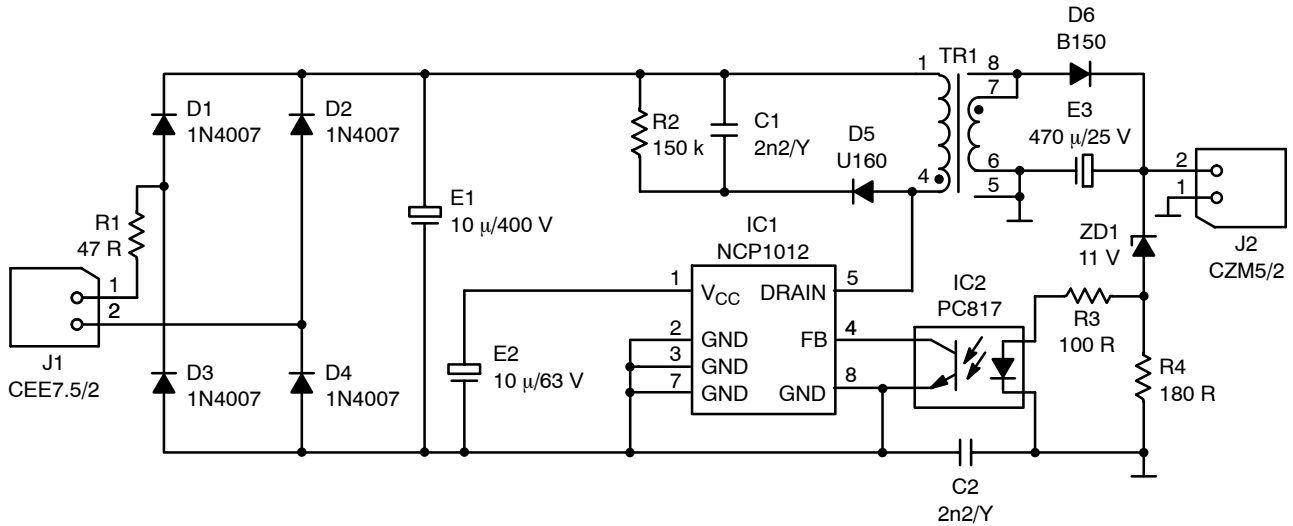 D6
B150
TR1
1
8
7
D1
1N4007
D2
1N4007
R2
150 k
C1
2n2/Y
D5
U160
E3
470 μ/25 V
4
6
5
2
1
J2
CZM5/2
R1
47 R
E1
10 μ/400 V
IC1
NCP1012
ZD1
11 V
1
2
J1
CEE7.5/2
1
VCC
DRAIN
5
IC2
PC817
R3
100 R
2
GND
FB
4
3
GND
7
GND
GND
8
E2
10 μ/63 V
D3
1N4007
D4
1N4007
R4
180 R
C2
2n2/Y